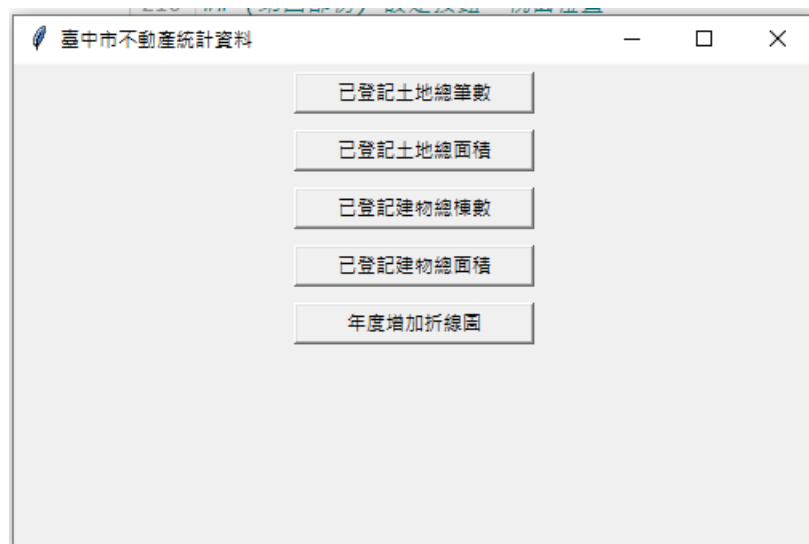 臺中市不動產統計資料
已登記土地總筆數
已登記土地總面積
已登記建物總棟數
已登記建物總面積
年度增加折線圖